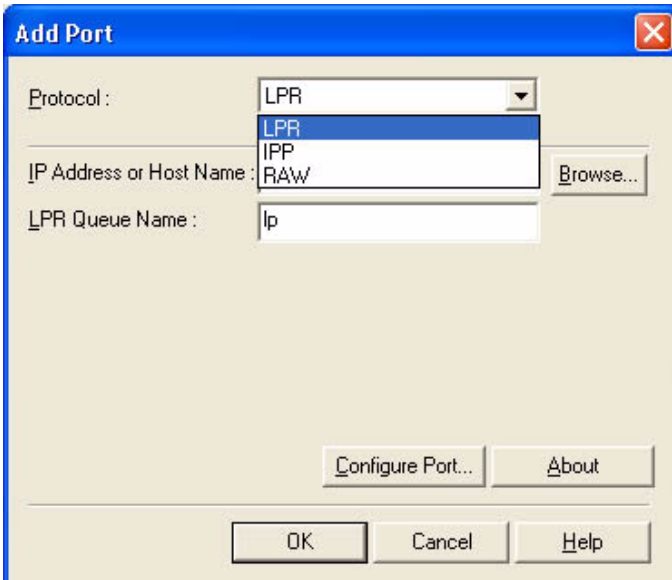 Add Port
Protocol :
LPR
LPR
IPP
RAW
IP Address or Host Name :
Browse...
LPR Queue Name :
lp
Configure Port...
About
OK
Cancel
Help